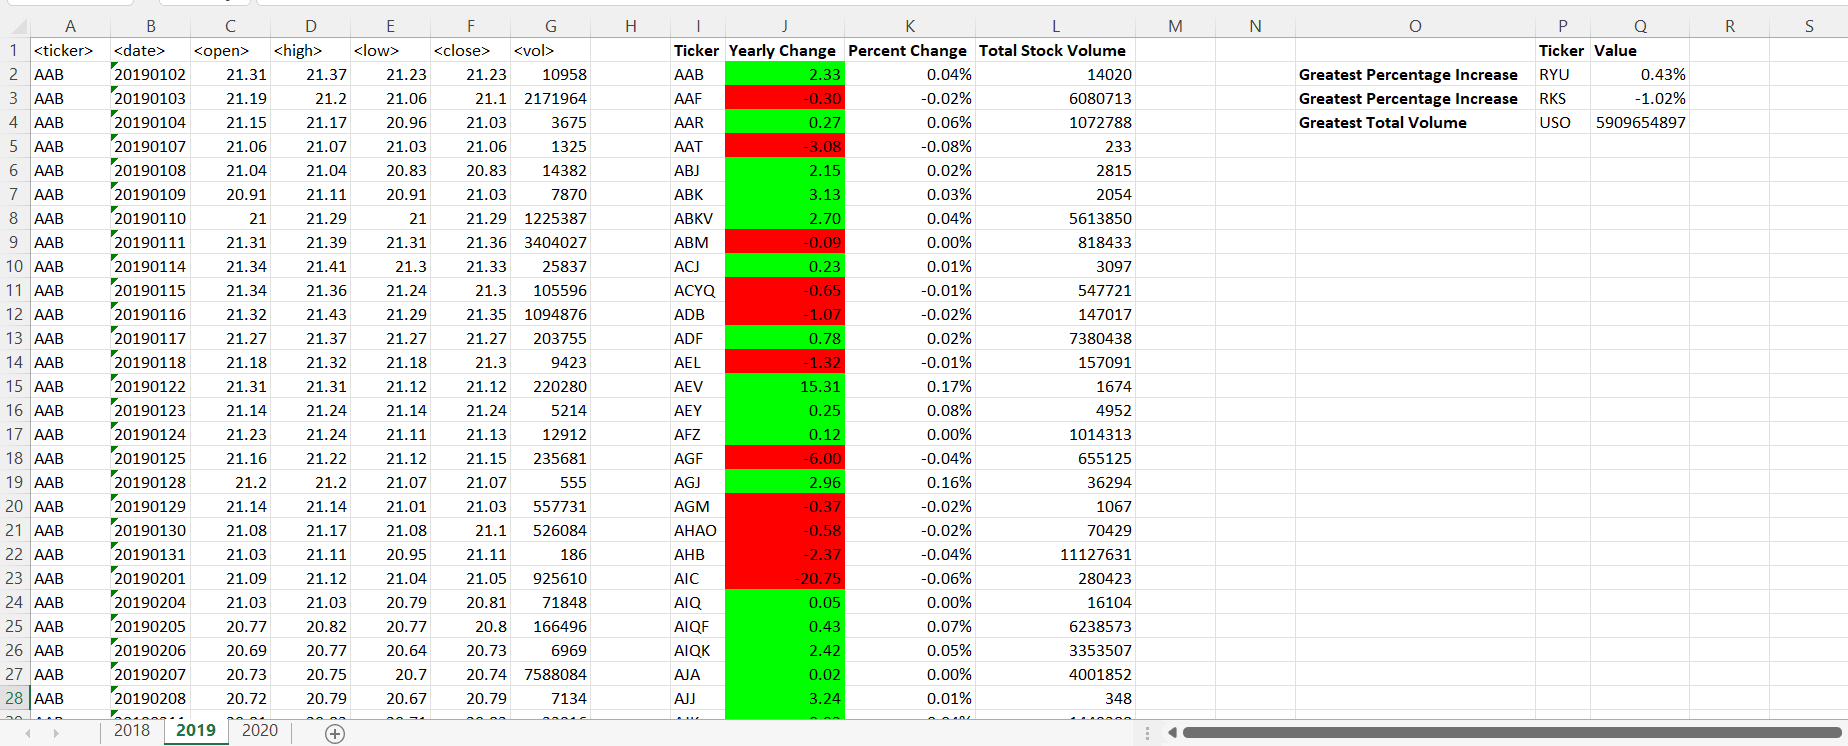 A B C D E F G H I J K L M N O P Q R S
1 <ticker> <date> <open> <high> <low> <close> <vol> Ticker Yearly Change Percent Change Total Stock Volume Ticker Value
2 AAB 20190102 21.31 21.37 21.23 21.23 10958 AAB 2.33 0.04% 14020 Greatest Percentage Increase RYU 0.43%
3 AAB 20190103 21.19 21.2 21.06 21.1 2171964 AAF -0.30 -0.02% 6080713 Greatest Percentage Increase RKS -1.02%
4 AAB 20190104 21.15 21.17 20.96 21.03 3675 AAR 0.27 0.06% 1072788 Greatest Total Volume USO 5909654897
5 AAB 20190107 21.06 21.07 21.03 21.06 1325 AAT -3.08 -0.08% 233
6 AAB 20190108 21.04 21.04 20.83 20.83 14382 ABJ 2.15 0.02% 2815
7 AAB 20190109 20.91 21.11 20.91 21.03 7870 ABK 3.13 0.03% 2054
8 AAB 20190110 21 21.29 21 21.29 1225387 ABKV 2.70 0.04% 5613850
9 AAB 20190111 21.31 21.39 21.31 21.36 3404027 ABM -0.09 0.00% 818433
10 AAB 20190114 21.34 21.41 21.3 21.33 25837 ACJ 0.23 0.01% 3097
11 AAB 20190115 21.34 21.36 21.24 21.3 105596 ACYQ -0.65 -0.01% 547721
12 AAB 20190116 21.32 21.43 21.29 21.35 1094876 ADB -1.07 -0.02% 147017
13 AAB 20190117 21.27 21.37 21.27 21.27 203755 ADF 0.78 0.02% 7380438
14 AAB 20190118 21.18 21.32 21.18 21.3 9423 AEL -1.32 -0.01% 157091
15 AAB 20190122 21.31 21.31 21.12 21.12 220280 AEV 15.31 0.17% 1674
16 AAB 20190123 21.14 21.24 21.14 21.24 5214 AEY 0.25 0.08% 4952
17 AAB 20190124 21.23 21.24 21.11 21.13 12912 AFZ 0.12 0.00% 1014313
18 AAB 20190125 21.16 21.22 21.12 21.15 235681 AGF -6.00 -0.04% 655125
19 AAB 20190128 21.2 21.2 21.07 21.07 555 AGJ 2.96 0.16% 36294
20 AAB 20190129 21.14 21.14 21.01 21.03 557731 AGM -0.37 -0.02% 1067
21 AAB 20190130 21.08 21.17 21.08 21.1 526084 AHAO -0.58 -0.02% 70429
22 AAB 20190131 21.03 21.11 20.95 21.11 186 AHB -2.37 -0.04% 11127631
23 AAB 20190201 21.09 21.12 21.04 21.05 925610 AIC -20.75 -0.06% 280423
24 AAB 20190204 21.03 21.03 20.79 20.81 71848 AIQ 0.05 0.00% 16104
25 AAB 20190205 20.77 20.82 20.77 20.8 166496 AIQF 0.43 0.07% 6238573
26 AAB 20190206 20.69 20.77 20.64 20.73 6969 AIQK 2.42 0.05% 3353507
27 AAB 20190207 20.73 20.75 20.7 20.74 7588084 AJA 0.02 0.00% 4001852
28 AAB 20190208 20.72 20.79 20.67 20.79 7134 AJJ 3.24 0.01% 348
2018 2019 2020